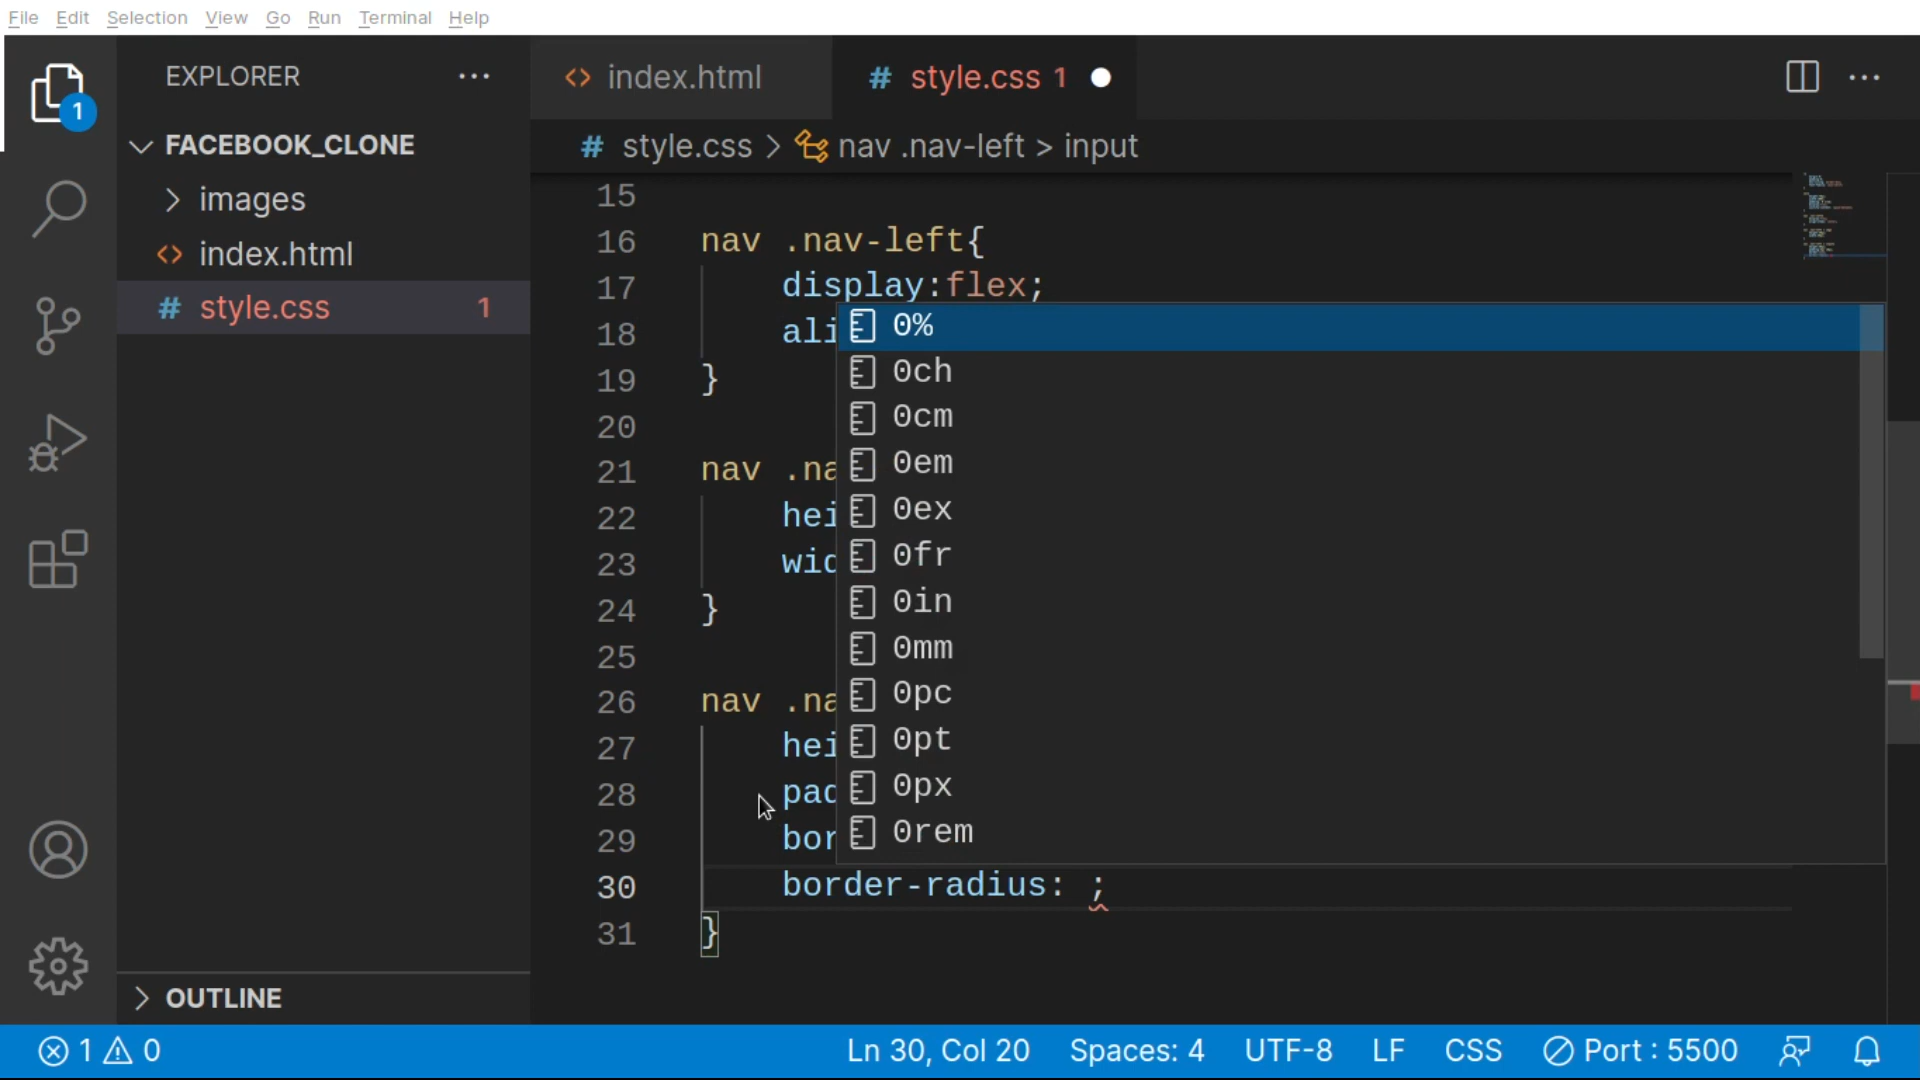 File Edit Selection View Go Run Terminal Help
1
EXPLORER ...
FACEBOOK_CLONE
images
index.html
style.css 1
OUTLINE
index.html
style.css 1
style.css > nav .nav-left > input
15
16 nav .nav-left{
17 display:flex;
18 ali
19 }
20
21 nav .na
22 hei
23 wid
24 }
25
26 nav .na
27 hei
28 pad
29 bor
30 border-radius: ;
31 }
0%
0ch
0cm
0em
0ex
0fr
0in
0mm
0pc
0pt
0px
0rem
1 0 Ln 30, Col 20 Spaces: 4 UTF-8 LF CSS Port : 5500